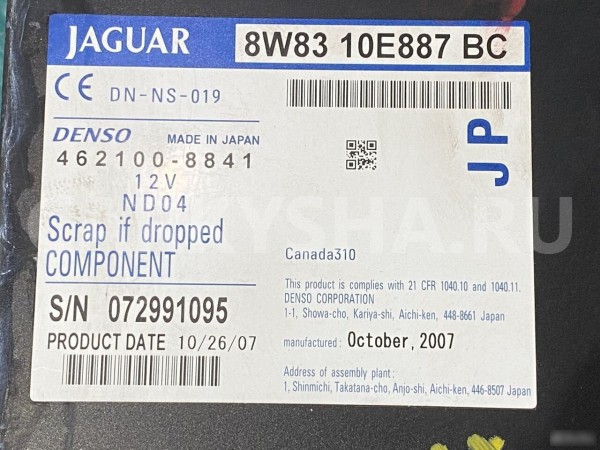 JAGUAR
8W83 10E887 BC
CE DN-NS-019
JP
DENSO MADE IN JAPAN
462100-8841
12V
ND04
Scrap if dropped
COMPONENT
S/N 072991095
PRODUCT DATE 10/26/07
Canada310
This product is complies with 21 CFR 1040.10 and 1040.11.
DENSO CORPORATION
1-1, Showa-cho, Kariya-shi, Aichi-ken, 448-8661 Japan
manufactured: October, 2007
Address of assembly plant:
1, Shinmichi, Takatana-cho, Anjo-shi, Aichi-ken, 446-8507 Japan